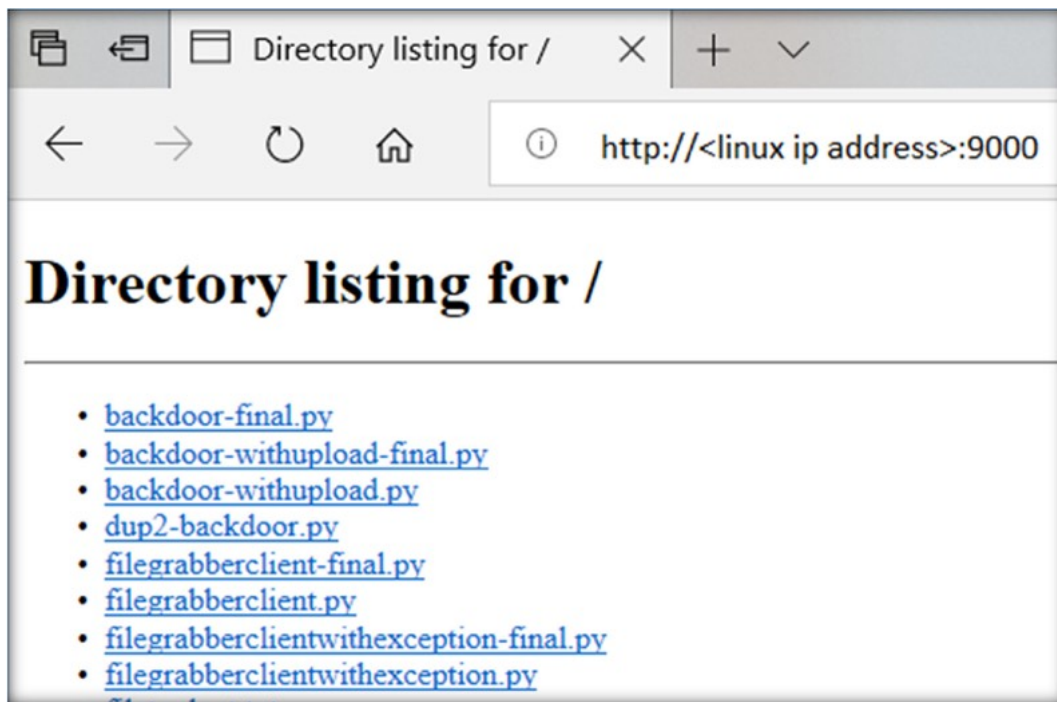 Directory listing for /
http://<linux ip address>:9000
Directory listing for /
backdoor-final.py
backdoor-withupload-final.py
backdoor-withupload.py
dup2-backdoor.py
filegrabberclient-final.py
filegrabberclient.py
filegrabberclientwithexception-final.py
filegrabberclientwithexception.py